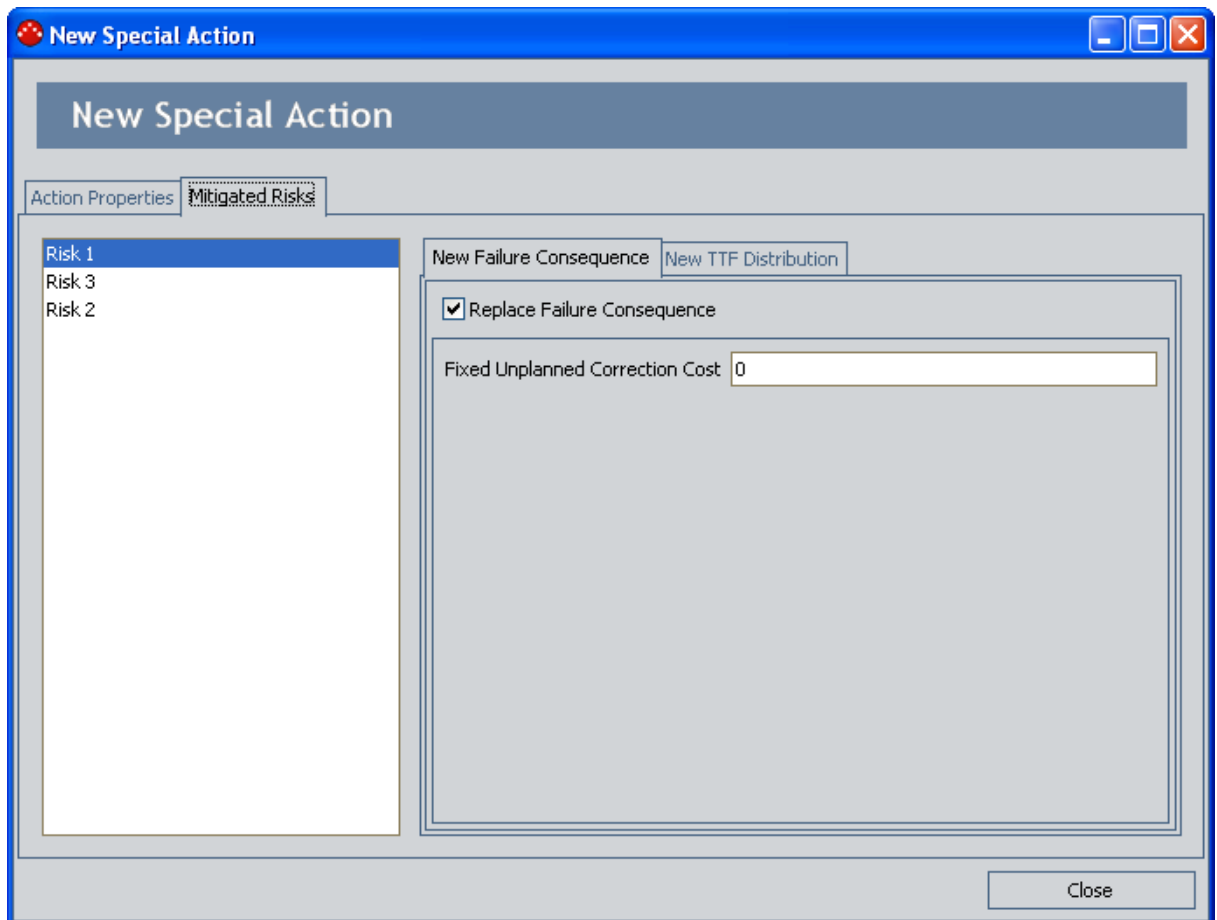 New Special Action
New Special Action
Action Properties
Mitigated Risks
Risk 1
Risk 3
Risk 2
New Failure Consequence
New TTF Distribution
Replace Failure Consequence
Fixed Unplanned Correction Cost 0
Close